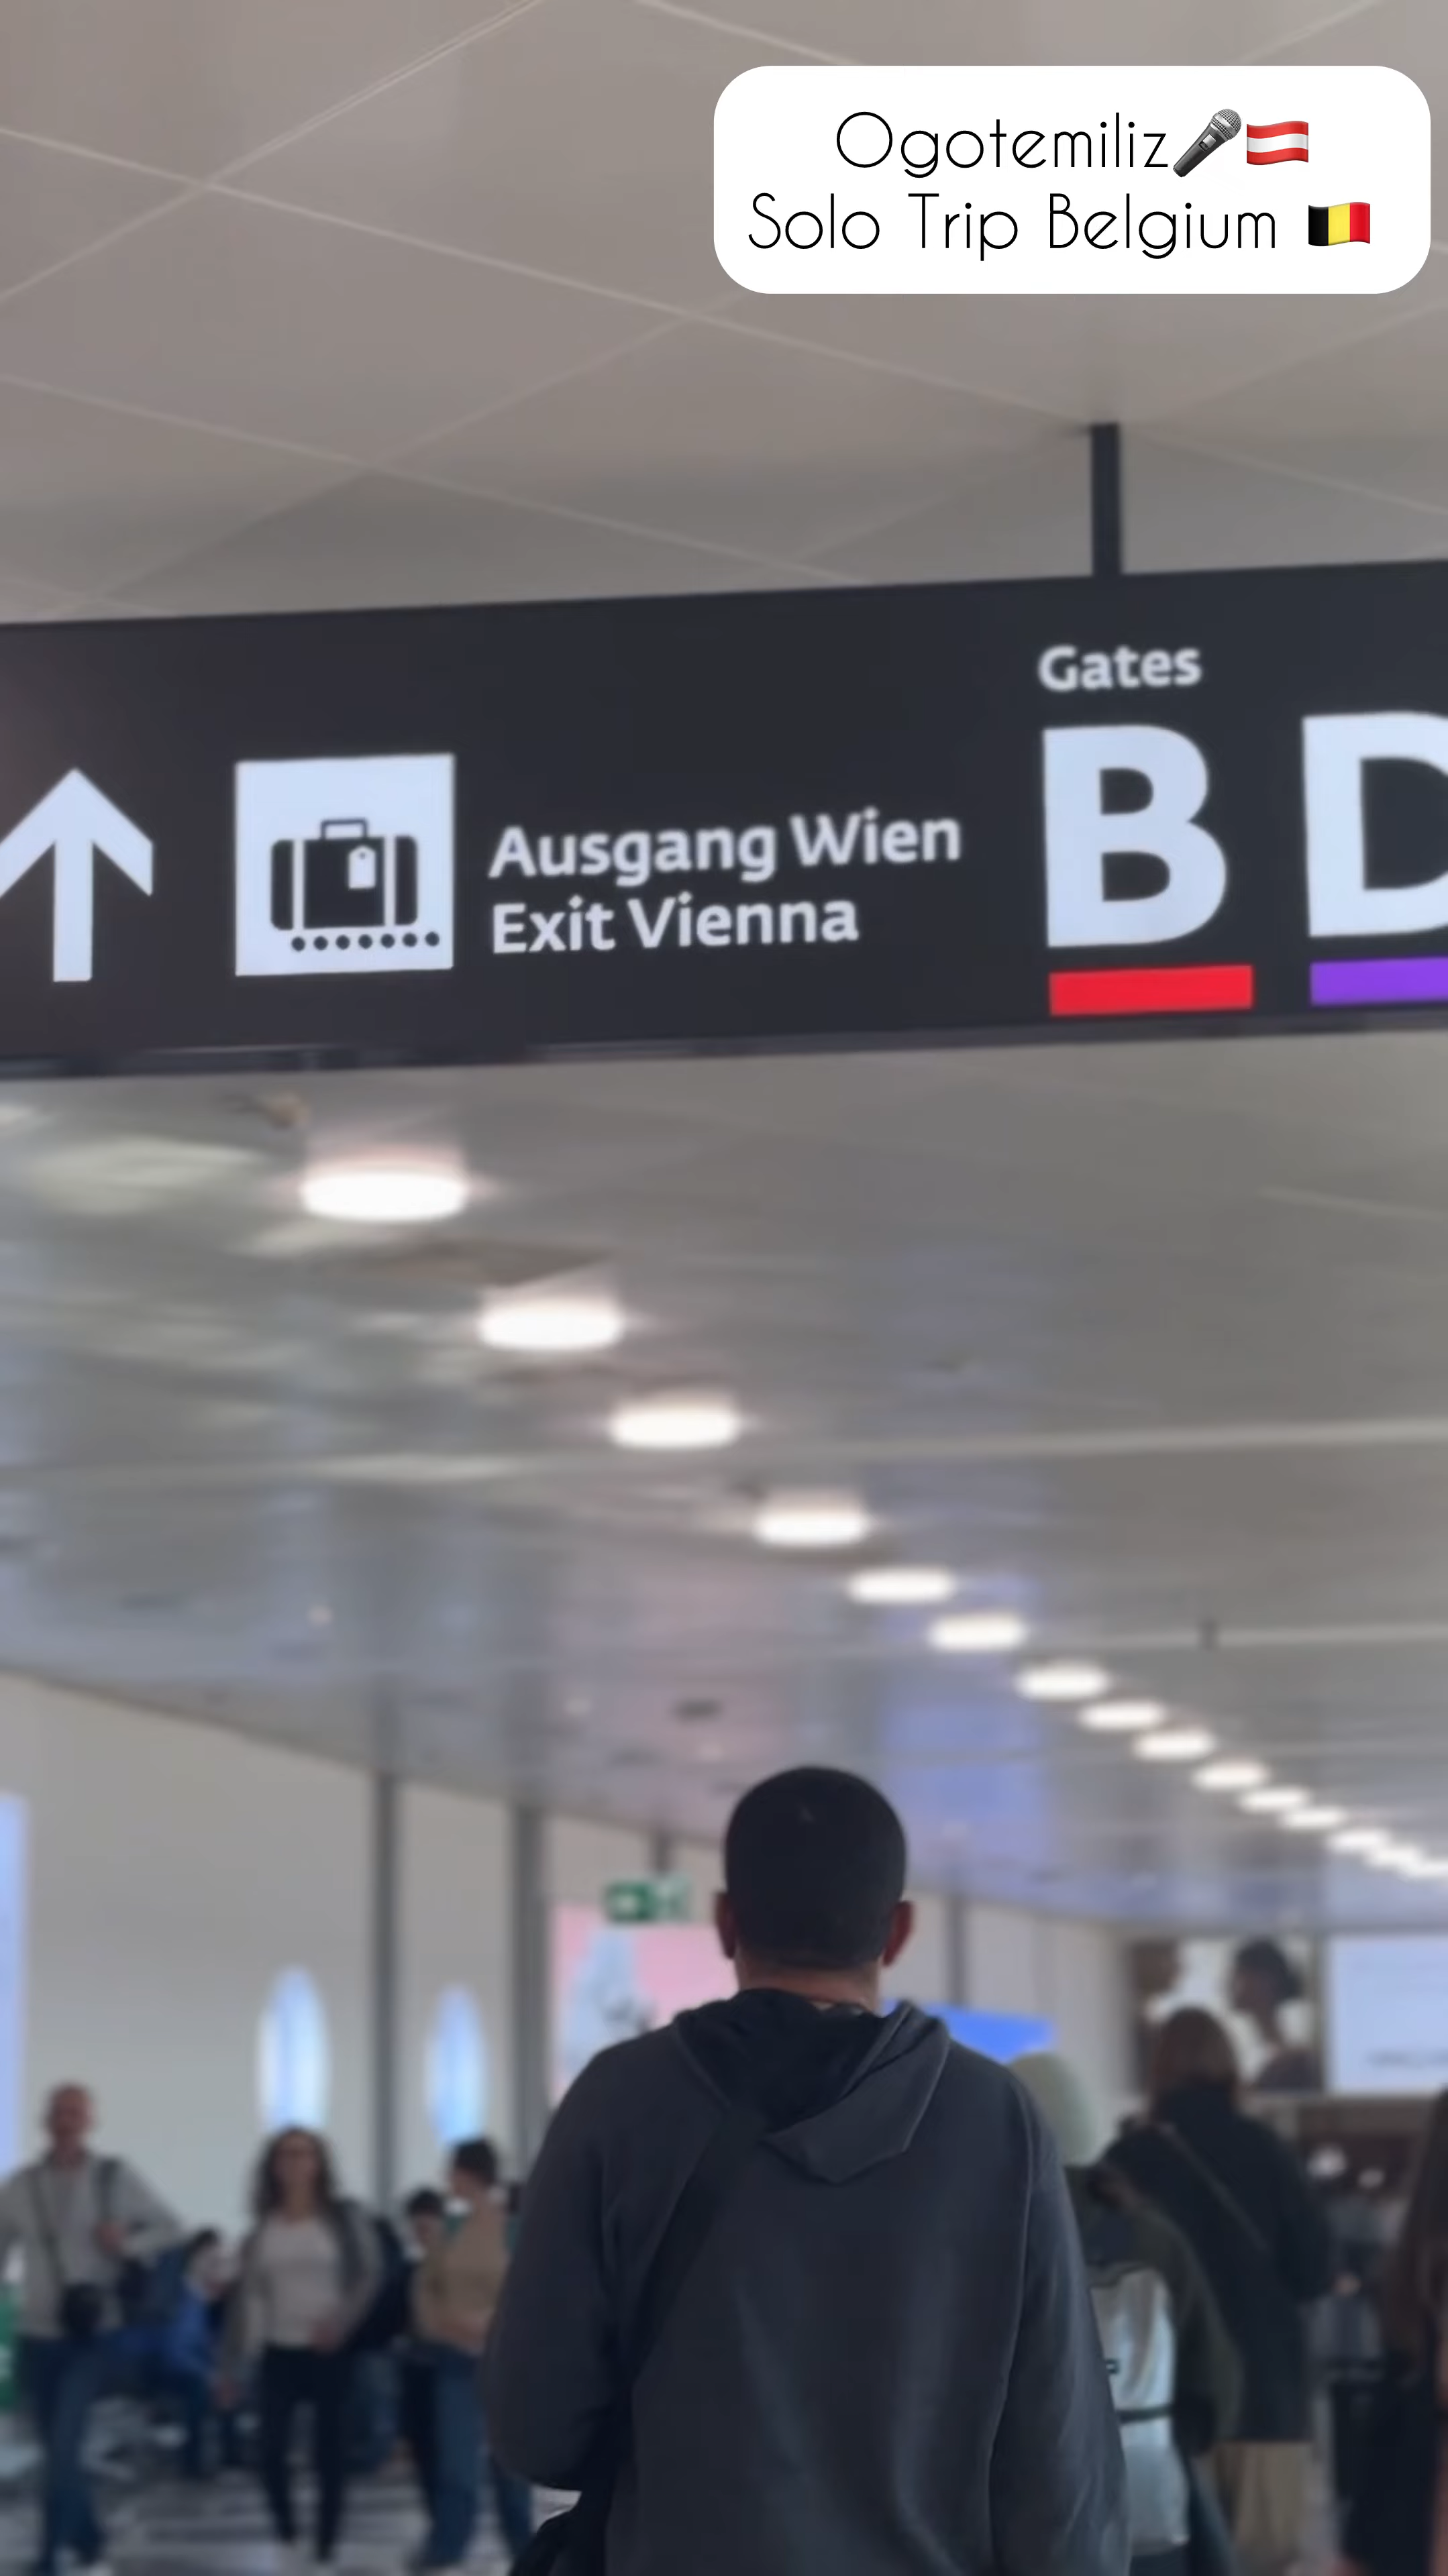 Ogotemiliz🎤🇦🇹
Solo Trip Belgium 🇧🇪
Gates
B D
Ausgang Wien
Exit Vienna